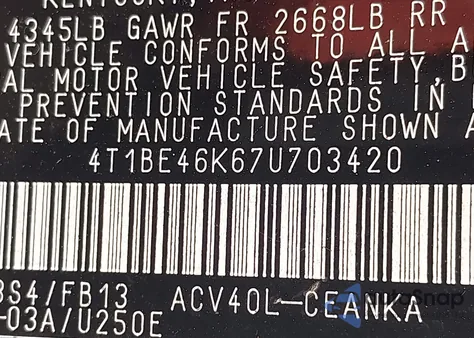 4345LB GAWR FR 2668LB RR
VEHICLE CONFORMS TO ALL A
AL MOTOR VEHICLE SAFETY, B
PREVENTION STANDARDS IN
ATE OF MANUFACTURE SHOWN A
4T1BE46K67U703420
3S4/FB13 ACV40L-CEANKA
-03A/U250E
AutoSnap